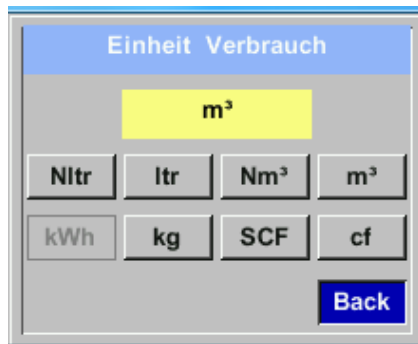 Einheit Verbrauch
m³
Nltr ltr Nm³ m³
kWh kg SCF cf
Back